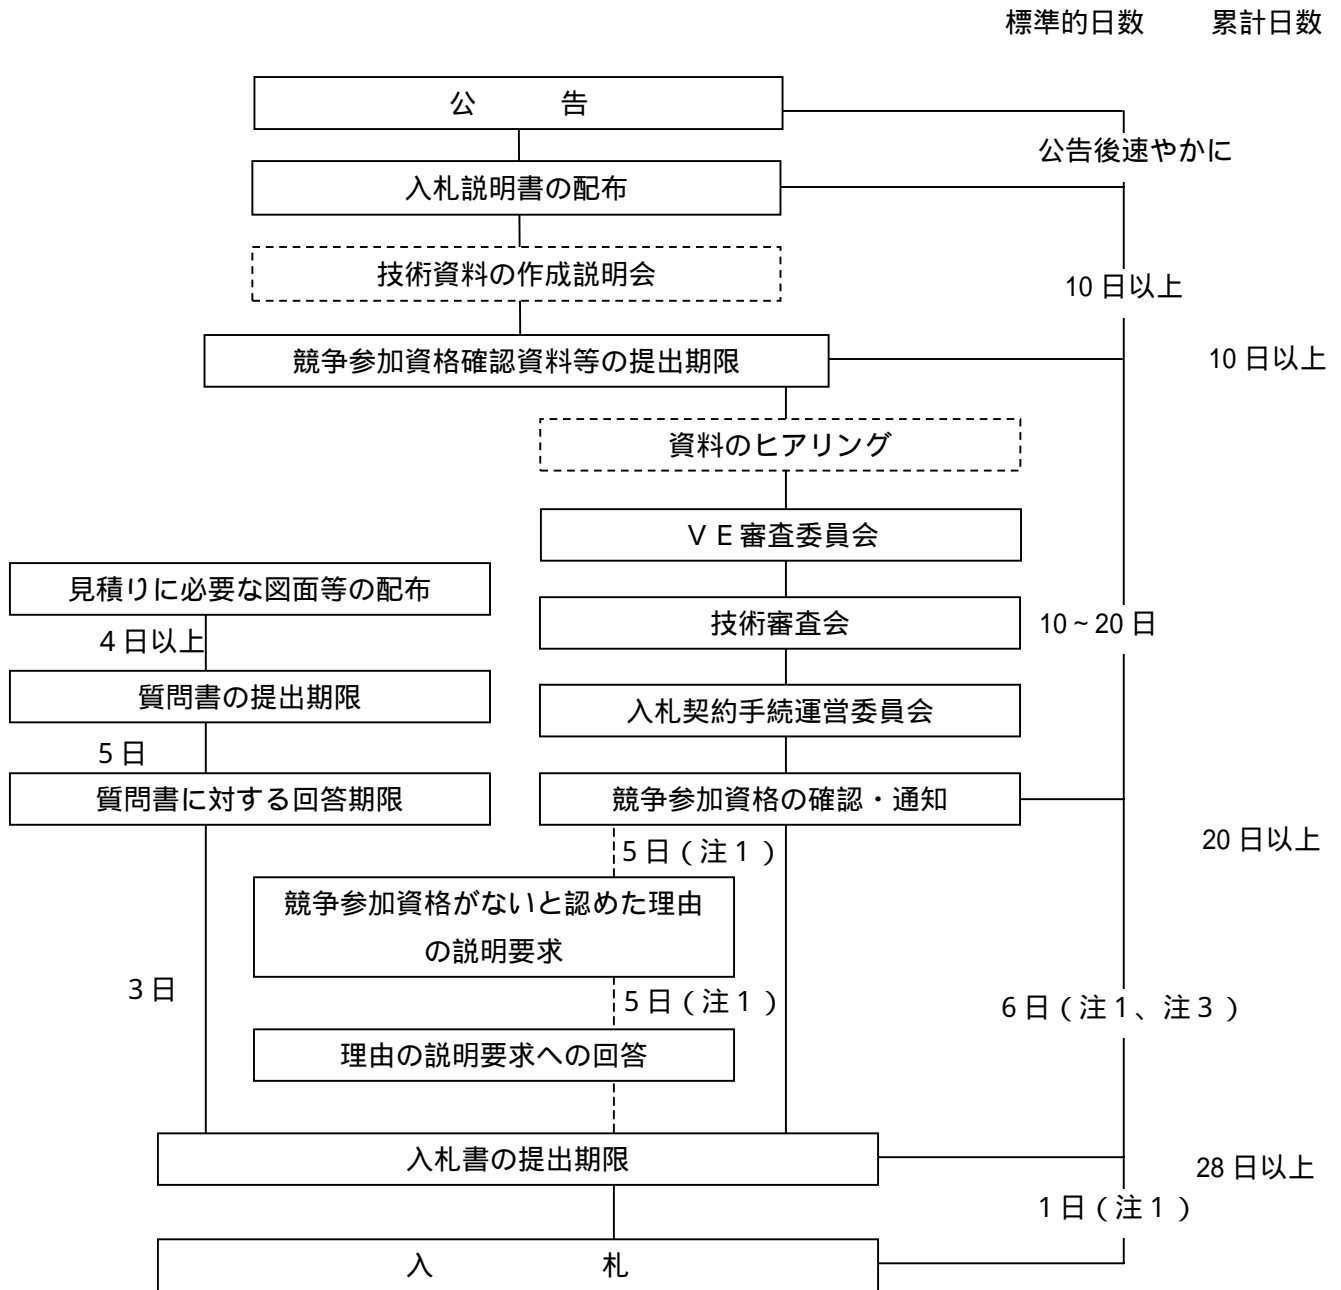 標準的日数 累計日数
公 告
公告後速やかに
入札説明書の配布
技術資料の作成説明会
10日以上
競争参加資格確認資料等の提出期限
10日以上
資料のヒアリング
VE審査委員会
見積りに必要な図面等の配布
技術審査会
10~20日
4日以上
質問書の提出期限
入札契約手続運営委員会
5日
質問書に対する回答期限
競争参加資格の確認・通知
20日以上
5日(注1)
競争参加資格がないと認めた理由
の説明要求
3日
5日(注1)
6日(注1、注3)
理由の説明要求への回答
入札書の提出期限
28日以上
1日(注1)
入 札